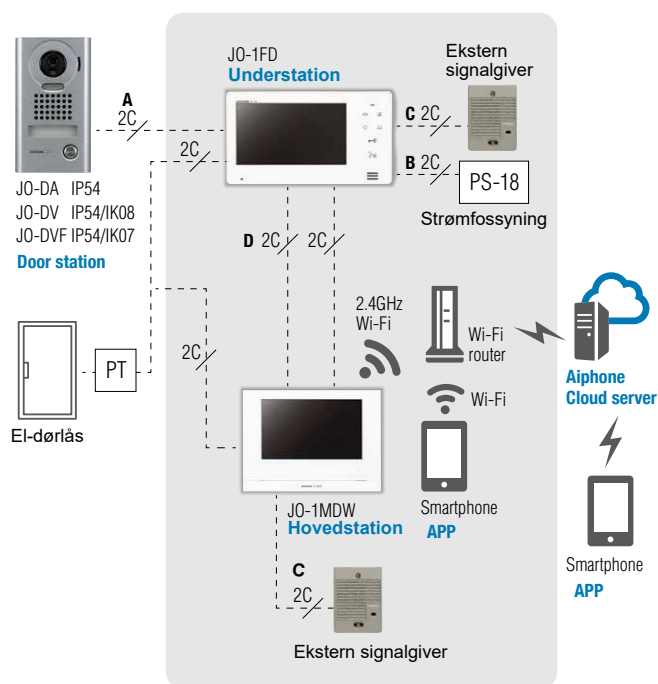 JO-1FD
Understation
Ekstern
signalgiver
A
2C
C 2C
2C
B 2C
PS-18
Strømfossyning
JO-DA IP54
JO-DV IP54/IK08
JO-DVF IP54/IK07
Door station
D 2C
2C
2.4GHz
Wi-Fi
Wi-Fi
router
2C
PT
El-dørlås
Wi-Fi
Aiphone
Cloud server
JO-1MDW
Hovedstation
Smartphone
APP
Smartphone
APP
C
2C
Ekstern signalgiver